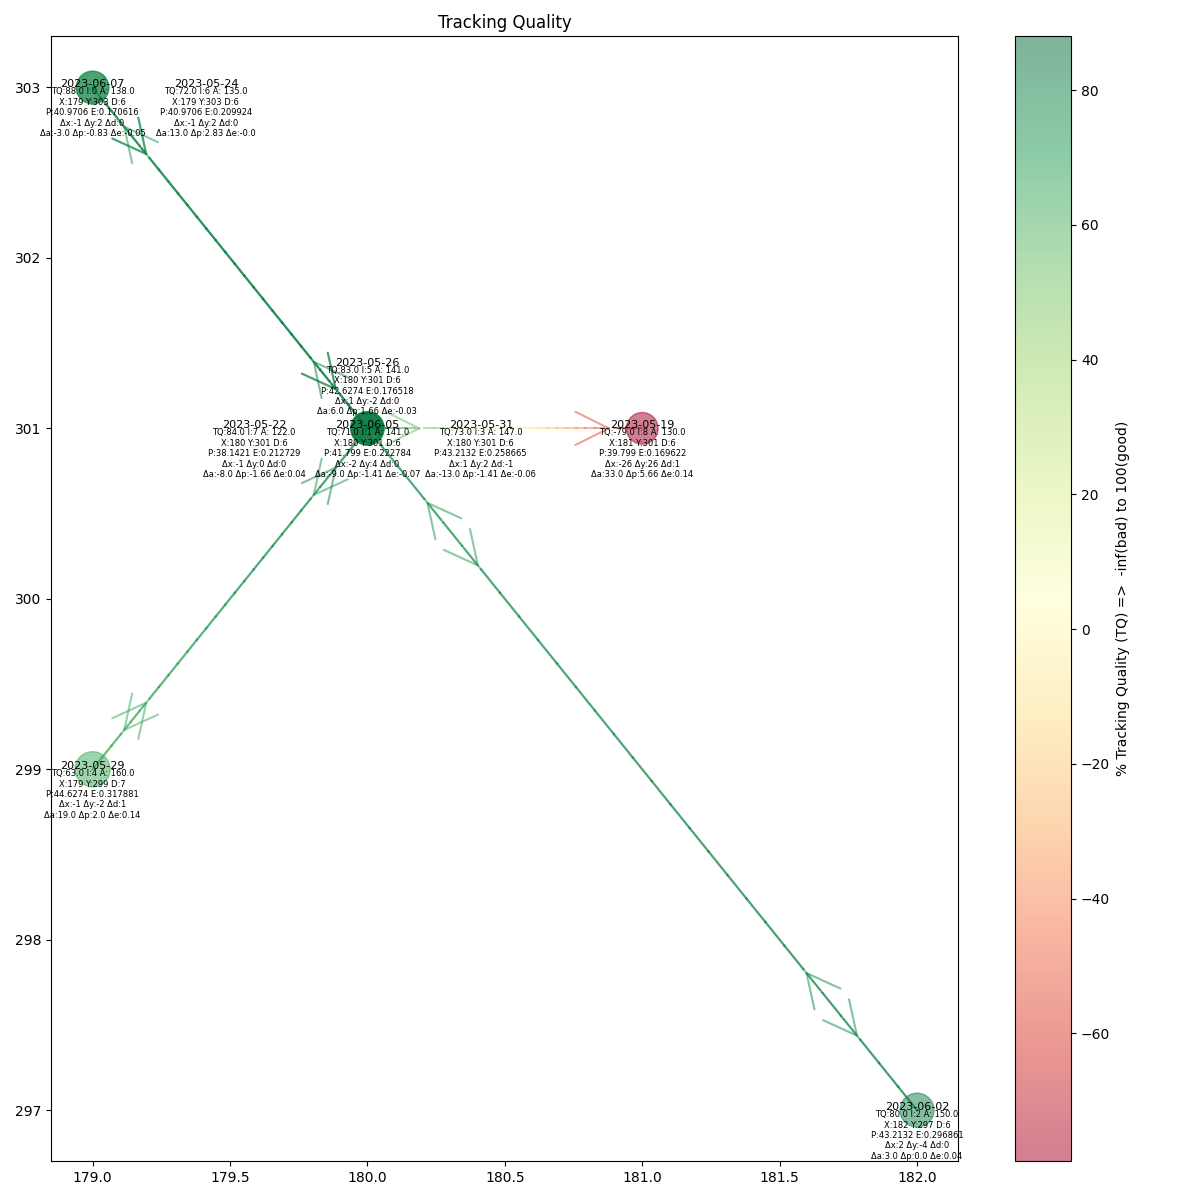 Tracking Quality
303
302
301
300
299
298
297
2023-06-07
TQ:88.0 I:0 A: 138.0
X:179 Y:303 D:6
P:40.9706 E:0.170616
Δx:-1 Δy:2 Δd:0
Δa:-3.0 Δp:-0.83 Δe:-0.05
2023-05-24
TQ:72.0 I:6 A: 135.0
X:179 Y:303 D:6
P:40.9706 E:0.209924
Δx:-1 Δy:2 Δd:0
Δa:13.0 Δp:2.83 Δe:-0.0
2023-05-26
TQ:83.0 I:5 A: 141.0
X:180 Y:301 D:6
P:42.6274 E:0.176518
Δx:1 Δy:-2 Δd:0
Δa:6.0 Δp:1.66 Δe:-0.03
2023-05-22
TQ:84.0 I:7 A: 122.0
X:180 Y:301 D:6
P:38.1421 E:0.212729
Δx:-1 Δy:0 Δd:0
Δa:-8.0 Δp:-1.66 Δe:0.04
2023-06-05
TQ:71.0 I:1 A: 141.0
X:180 Y:301 D:6
P:41.799 E:0.222784
Δx:-2 Δy:4 Δd:0
Δa:-9.0 Δp:-1.41 Δe:-0.07
2023-05-31
TQ:73.0 I:3 A: 147.0
X:180 Y:301 D:6
P:43.2132 E:0.258665
Δx:1 Δy:2 Δd:-1
Δa:-13.0 Δp:-1.41 Δe:-0.06
2023-05-19
TQ:-79.0 I:8 A: 130.0
X:181 Y:301 D:6
P:39.799 E:0.169622
Δx:-26 Δy:26 Δd:1
Δa:33.0 Δp:5.66 Δe:0.14
2023-05-29
TQ:63.0 I:4 A: 160.0
X:179 Y:299 D:7
P:44.6274 E:0.317881
Δx:-1 Δy:-2 Δd:1
Δa:19.0 Δp:2.0 Δe:0.14
2023-06-02
TQ:80.0 I:2 A: 150.0
X:182 Y:297 D:6
P:43.2132 E:0.296861
Δx:2 Δy:-4 Δd:0
Δa:3.0 Δp:0.0 Δe:0.04
179.0 179.5 180.0 180.5 181.0 181.5 182.0
80
60
40
20
0
−20
−40
−60
% Tracking Quality (TQ) => -inf(bad) to 100(good)